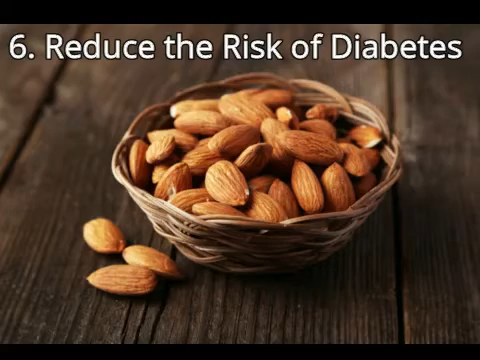 6. Reduce the Risk of Diabetes